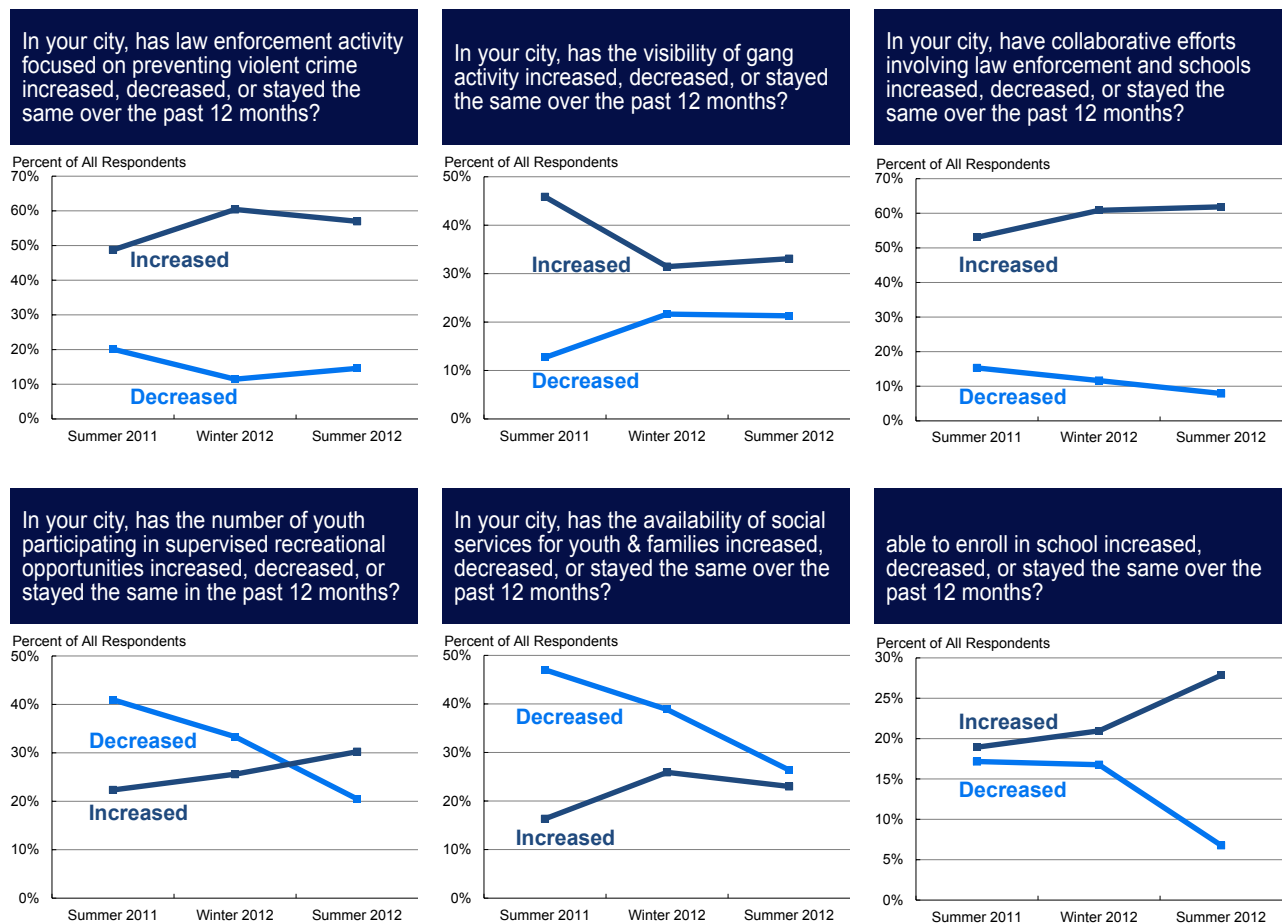 In your city, has law enforcement activity
focused on preventing violent crime
increased, decreased, or stayed the
same over the past 12 months?
Percent of All Respondents
70%
60%
50%
40%
30%
20%
10%
0%
Increased
Decreased
Summer 2011 Winter 2012 Summer 2012
In your city, has the visibility of gang
activity increased, decreased, or stayed
the same over the past 12 months?
Percent of All Respondents
50%
40%
30%
20%
10%
0%
Increased
Decreased
Summer 2011 Winter 2012 Summer 2012
In your city, have collaborative efforts
involving law enforcement and schools
increased, decreased, or stayed the
same over the past 12 months?
Percent of All Respondents
70%
60%
50%
40%
30%
20%
10%
0%
Increased
Decreased
Summer 2011 Winter 2012 Summer 2012
In your city, has the number of youth
participating in supervised recreational
opportunities increased, decreased, or
stayed the same in the past 12 months?
Percent of All Respondents
50%
40%
30%
20%
10%
0%
Decreased
Increased
Summer 2011 Winter 2012 Summer 2012
In your city, has the availability of social
services for youth & families increased,
decreased, or stayed the same over the
past 12 months?
Percent of All Respondents
50%
40%
30%
20%
10%
0%
Decreased
Increased
Summer 2011 Winter 2012 Summer 2012
able to enroll in school increased,
decreased, or stayed the same over the
past 12 months?
Percent of All Respondents
30%
25%
20%
15%
10%
5%
0%
Increased
Decreased
Summer 2011 Winter 2012 Summer 2012